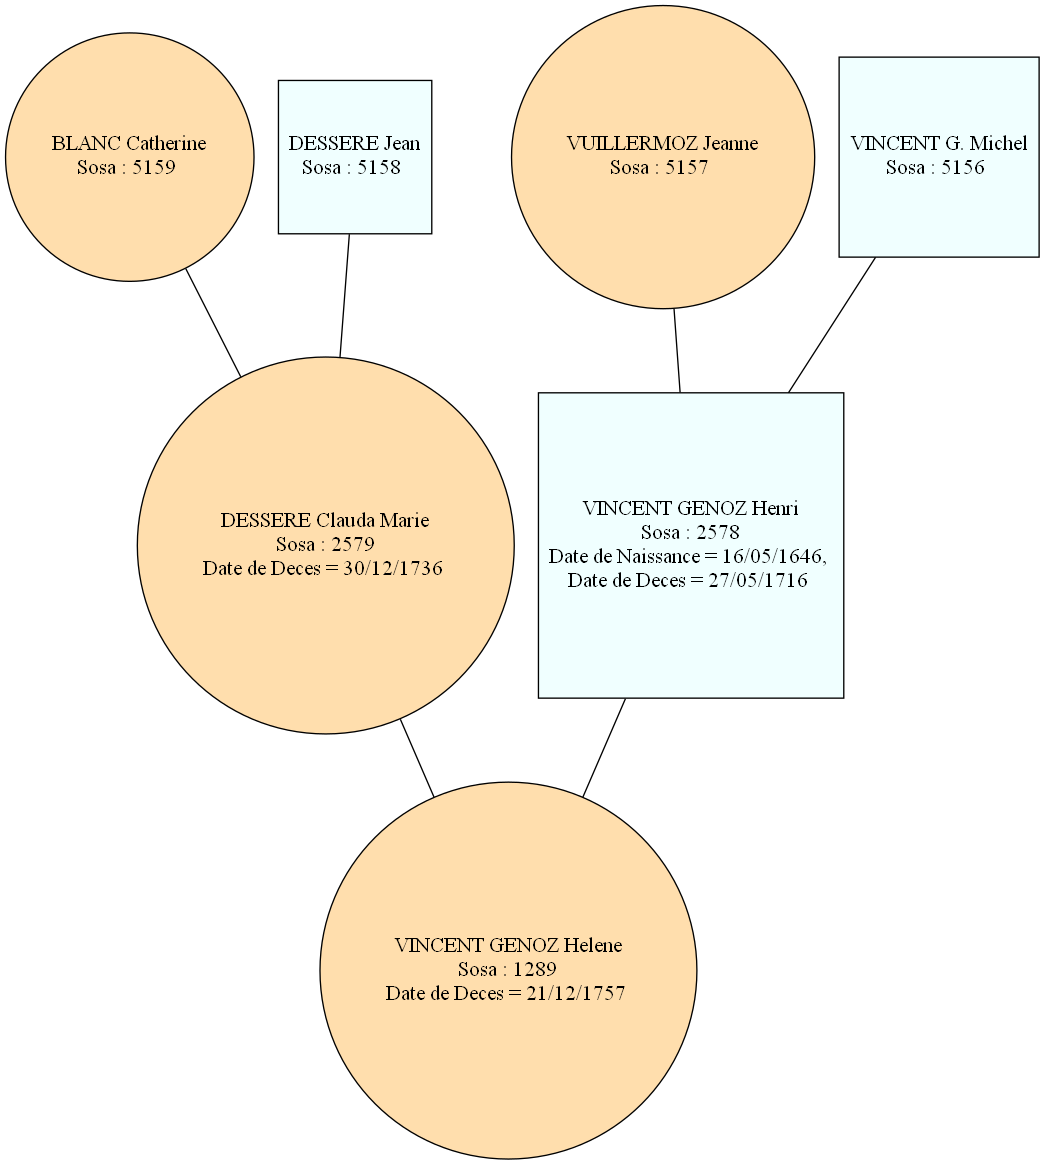 BLANC Catherine
Sosa : 5159
DESSERE Jean
Sosa : 5158
VUILLERMOZ Jeanne
Sosa : 5157
VINCENT G. Michel
Sosa : 5156
DESSERE Clauda Marie
Sosa : 2579
Date de Deces = 30/12/1736
VINCENT GENOZ Henri
Sosa : 2578
Date de Naissance = 16/05/1646,
Date de Deces = 27/05/1716
VINCENT GENOZ Helene
Sosa : 1289
Date de Deces = 21/12/1757